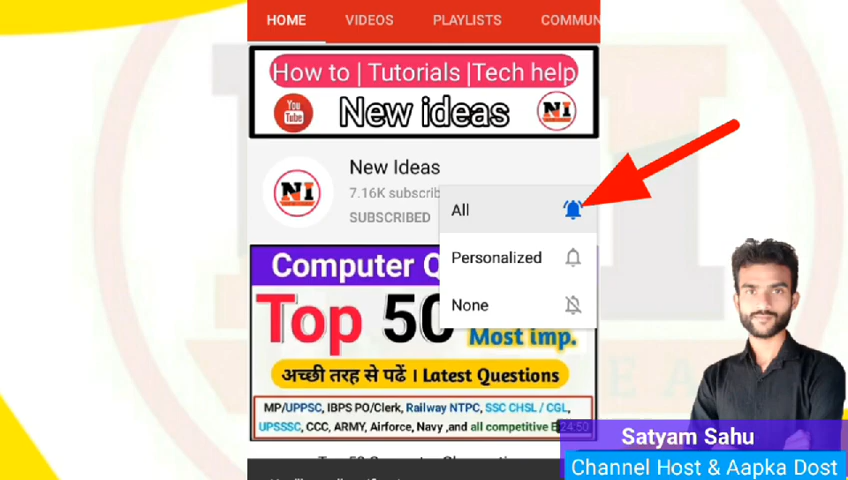 HOME VIDEOS PLAYLISTS COMMUN
How to | Tutorials |Tech help
You
Tube
New ideas
NI
New Ideas
NI
7.16K subscrib
SUBSCRIBED
All
Personalized
None
Computer Q
Top 50
Most imp.
अच्छी तरह से पढें । Latest Questions
MP/UPPSC, IBPS PO/Clerk, Railway NTPC, SSC CHSL / CGL,
UPSSSC, CCC, ARMY, Airforce, Navy ,and all competitive E
24:50
Satyam Sahu
Channel Host & Aapka Dost